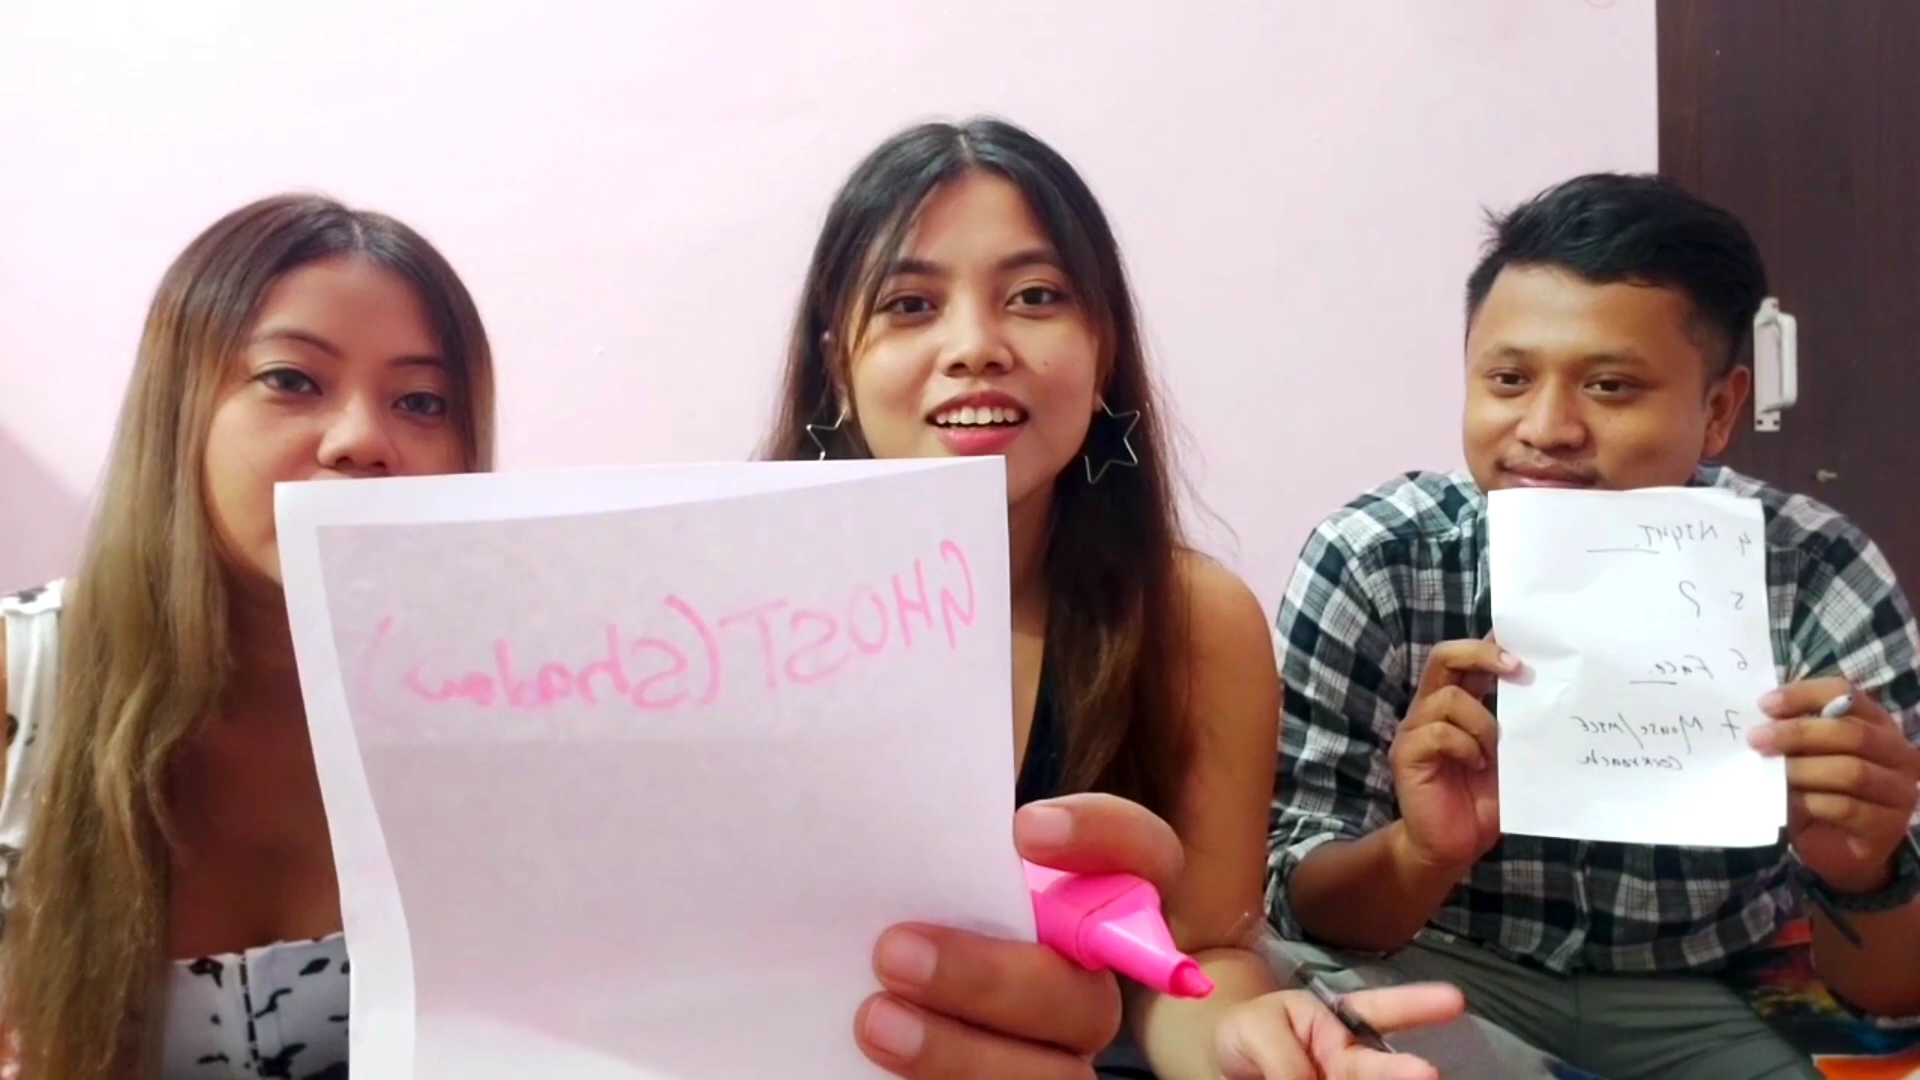 GHOST (Shadow)
4. NIGHT.
5. ?
6. Face.
7. Mouse/MICE
Cockroach